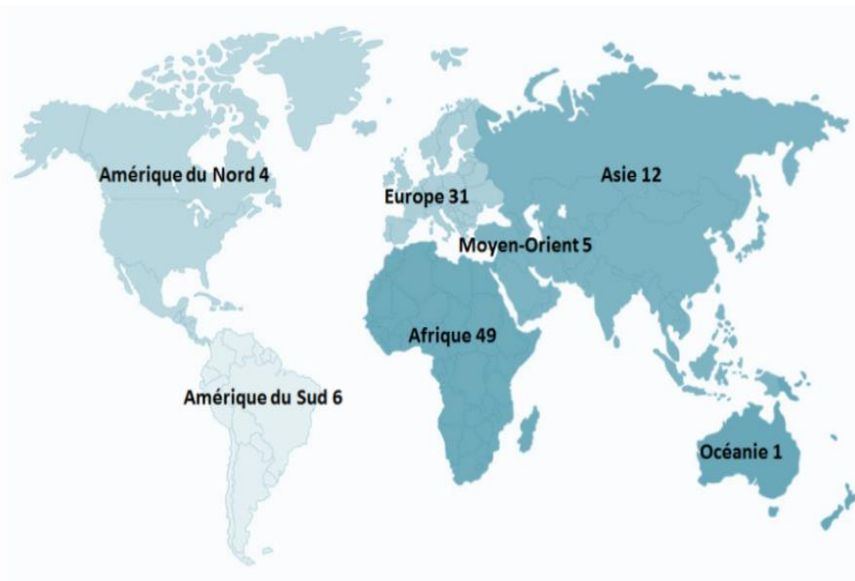 Amérique du Nord 4
Asie 12
Europe 31
Moyen-Orient 5
Afrique 49
Amérique du Sud 6
Océanie 1